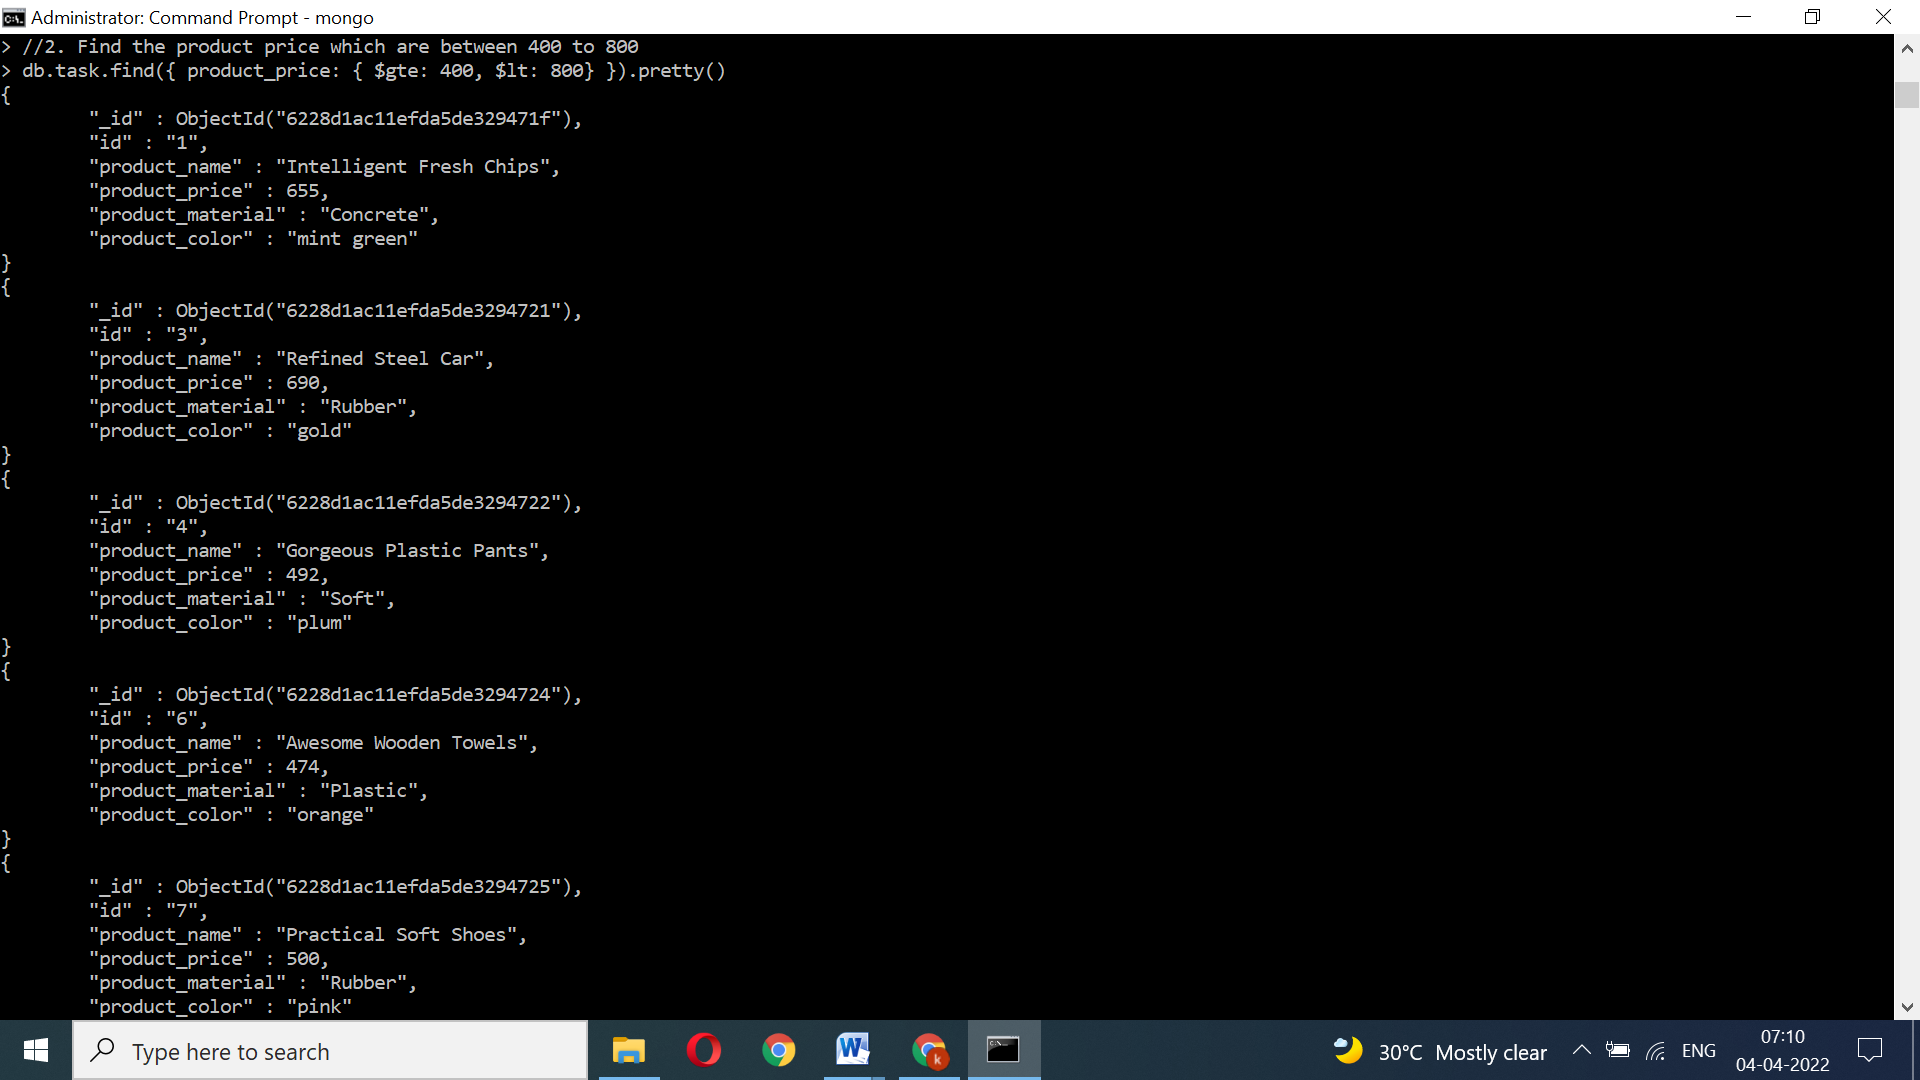 Administrator: Command Prompt - mongo
> //2. Find the product price which are between 400 to 800
> db.task.find({ product_price: { $gte: 400, $lt: 800} }).pretty()
{
"_id" : ObjectId("6228d1ac11efda5de329471f"),
"id" : "1",
"product_name" : "Intelligent Fresh Chips",
"product_price" : 655,
"product_material" : "Concrete",
"product_color" : "mint green"
}
{
"_id" : ObjectId("6228d1ac11efda5de3294721"),
"id" : "3",
"product_name" : "Refined Steel Car",
"product_price" : 690,
"product_material" : "Rubber",
"product_color" : "gold"
}
{
"_id" : ObjectId("6228d1ac11efda5de3294722"),
"id" : "4",
"product_name" : "Gorgeous Plastic Pants",
"product_price" : 492,
"product_material" : "Soft",
"product_color" : "plum"
}
{
"_id" : ObjectId("6228d1ac11efda5de3294724"),
"id" : "6",
"product_name" : "Awesome Wooden Towels",
"product_price" : 474,
"product_material" : "Plastic",
"product_color" : "orange"
}
{
"_id" : ObjectId("6228d1ac11efda5de3294725"),
"id" : "7",
"product_name" : "Practical Soft Shoes",
"product_price" : 500,
"product_material" : "Rubber",
"product_color" : "pink"
Type here to search
30°C Mostly clear
ENG
07:10
04-04-2022